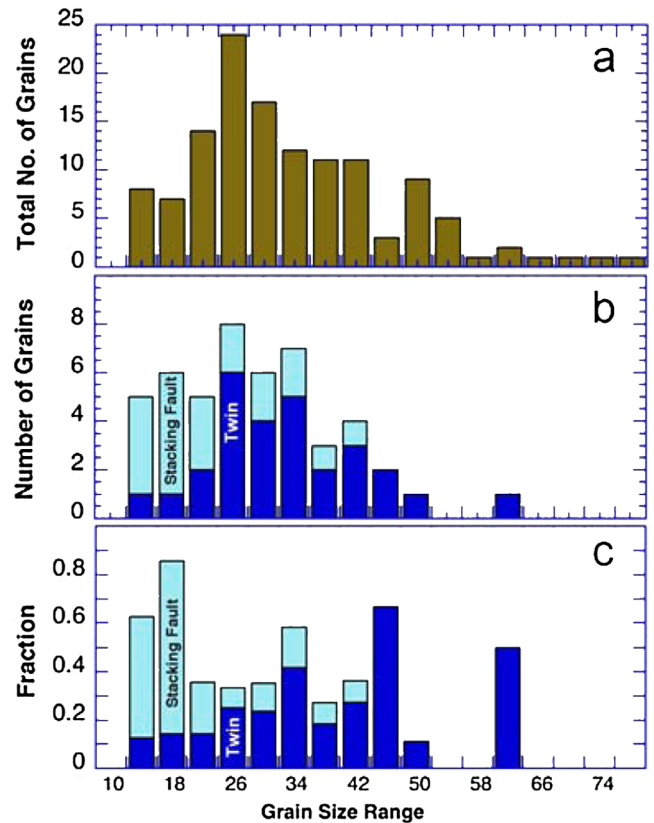 a
Total No. of Grains
25
20
15
10
5
0
b
Number of Grains
8
6
4
2
0
Stacking Fault
Twin
c
Fraction
0.8
0.6
0.4
0.2
0
Stacking Fault
Twin
10 18 26 34 42 50 58 66 74
Grain Size Range